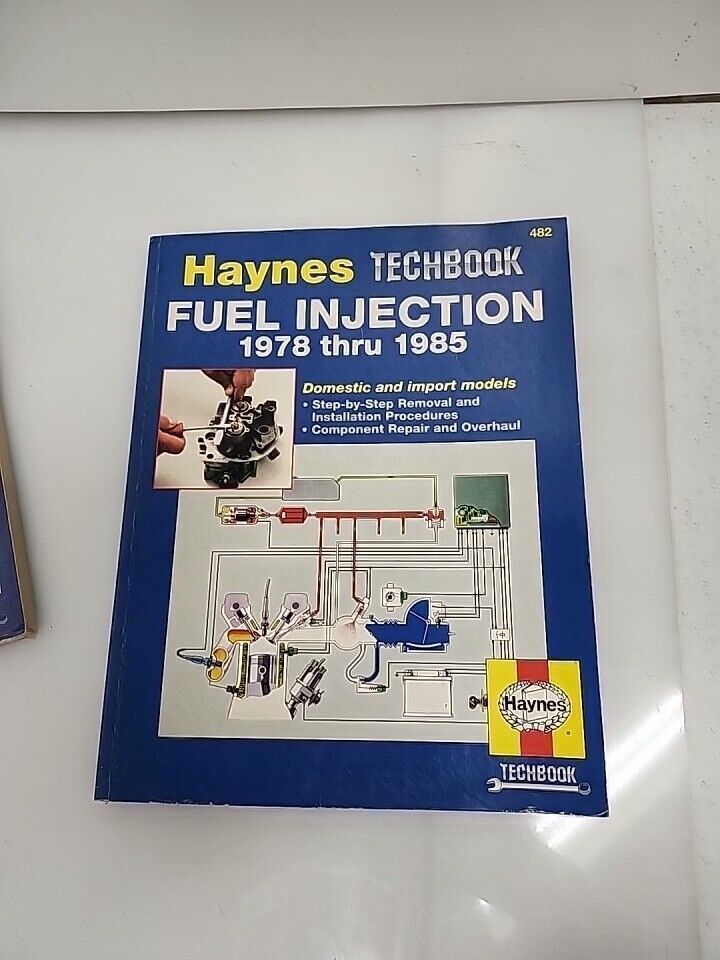 482
Haynes TECHBOOK
FUEL INJECTION
1978 thru 1985
Domestic and import models
• Step-by-Step Removal and
Installation Procedures
• Component Repair and Overhaul
Haynes
®
TECHBOOK